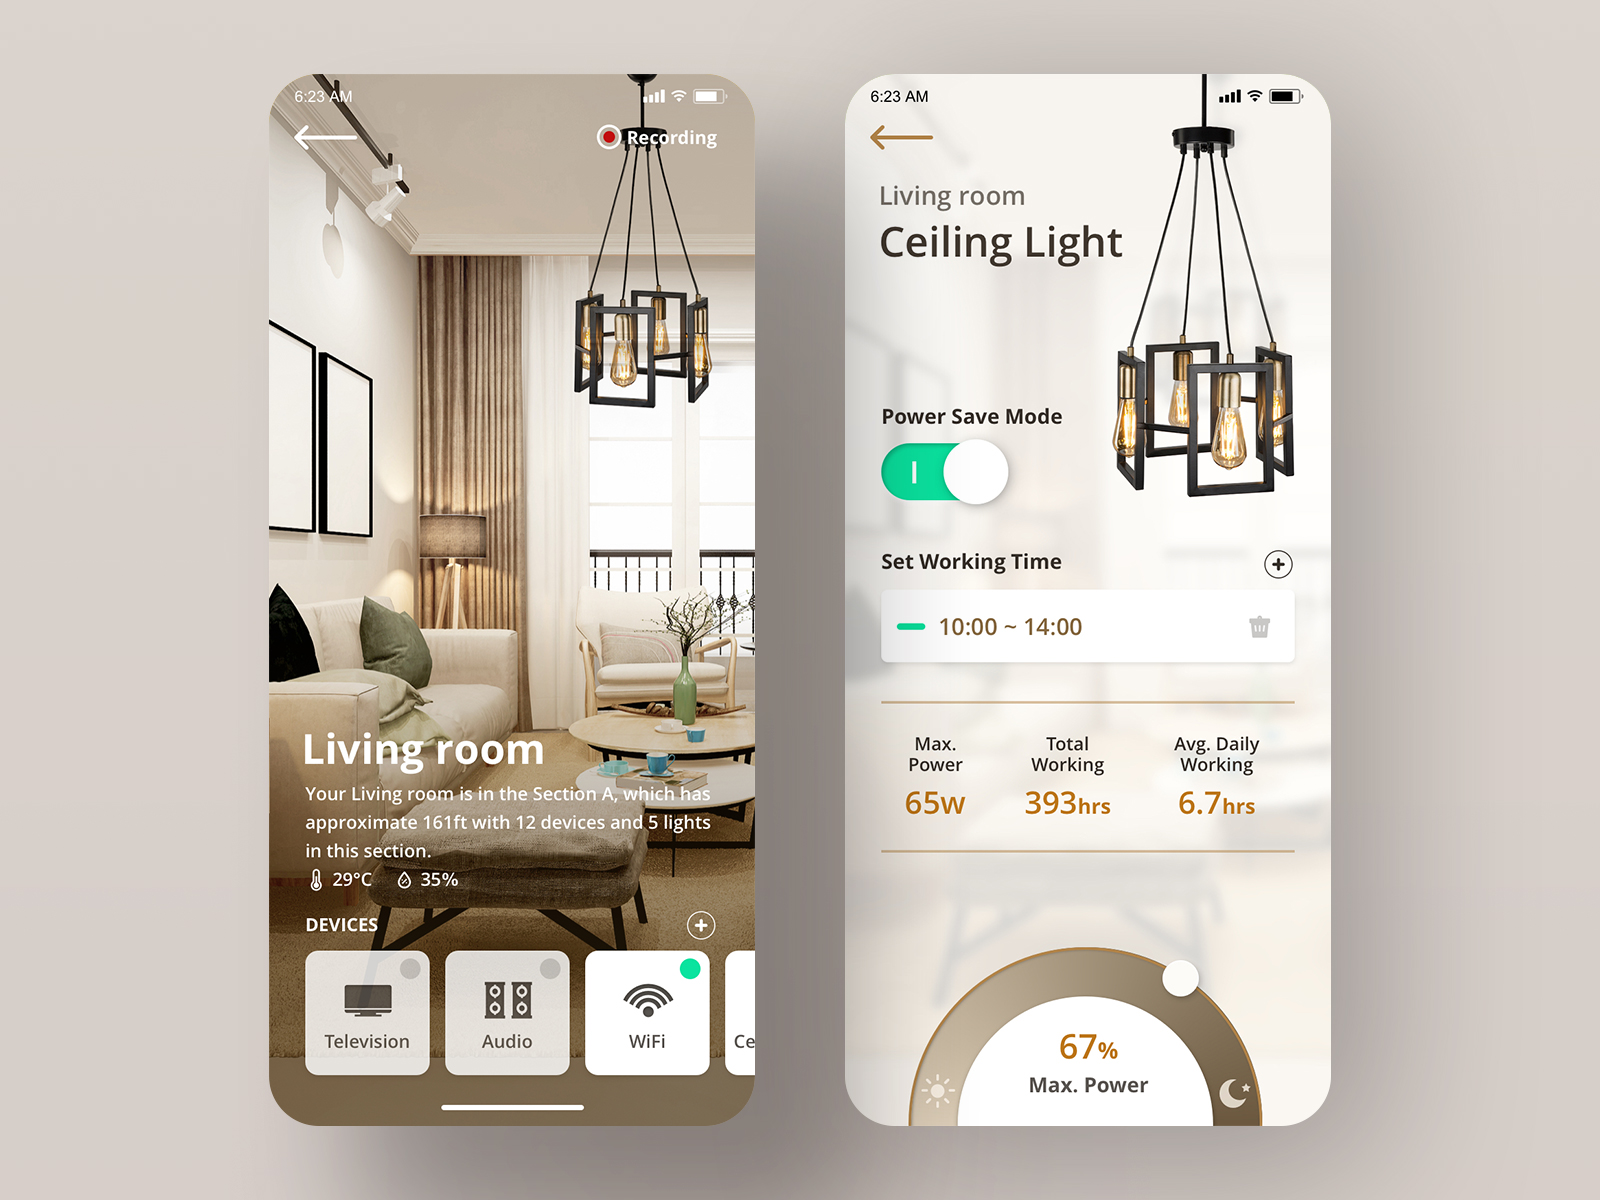 6:23 AM
Recording
Living room
Your Living room is in the Section A, which has
approximate 161ft with 12 devices and 5 lights
in this section.
29°C 35%
DEVICES
Television
Audio
WiFi
Ce
6:23 AM
Living room
Ceiling Light
Power Save Mode
Set Working Time
10:00 ~ 14:00
Max.
Power
65w
Total
Working
393hrs
Avg. Daily
Working
6.7hrs
67%
Max. Power